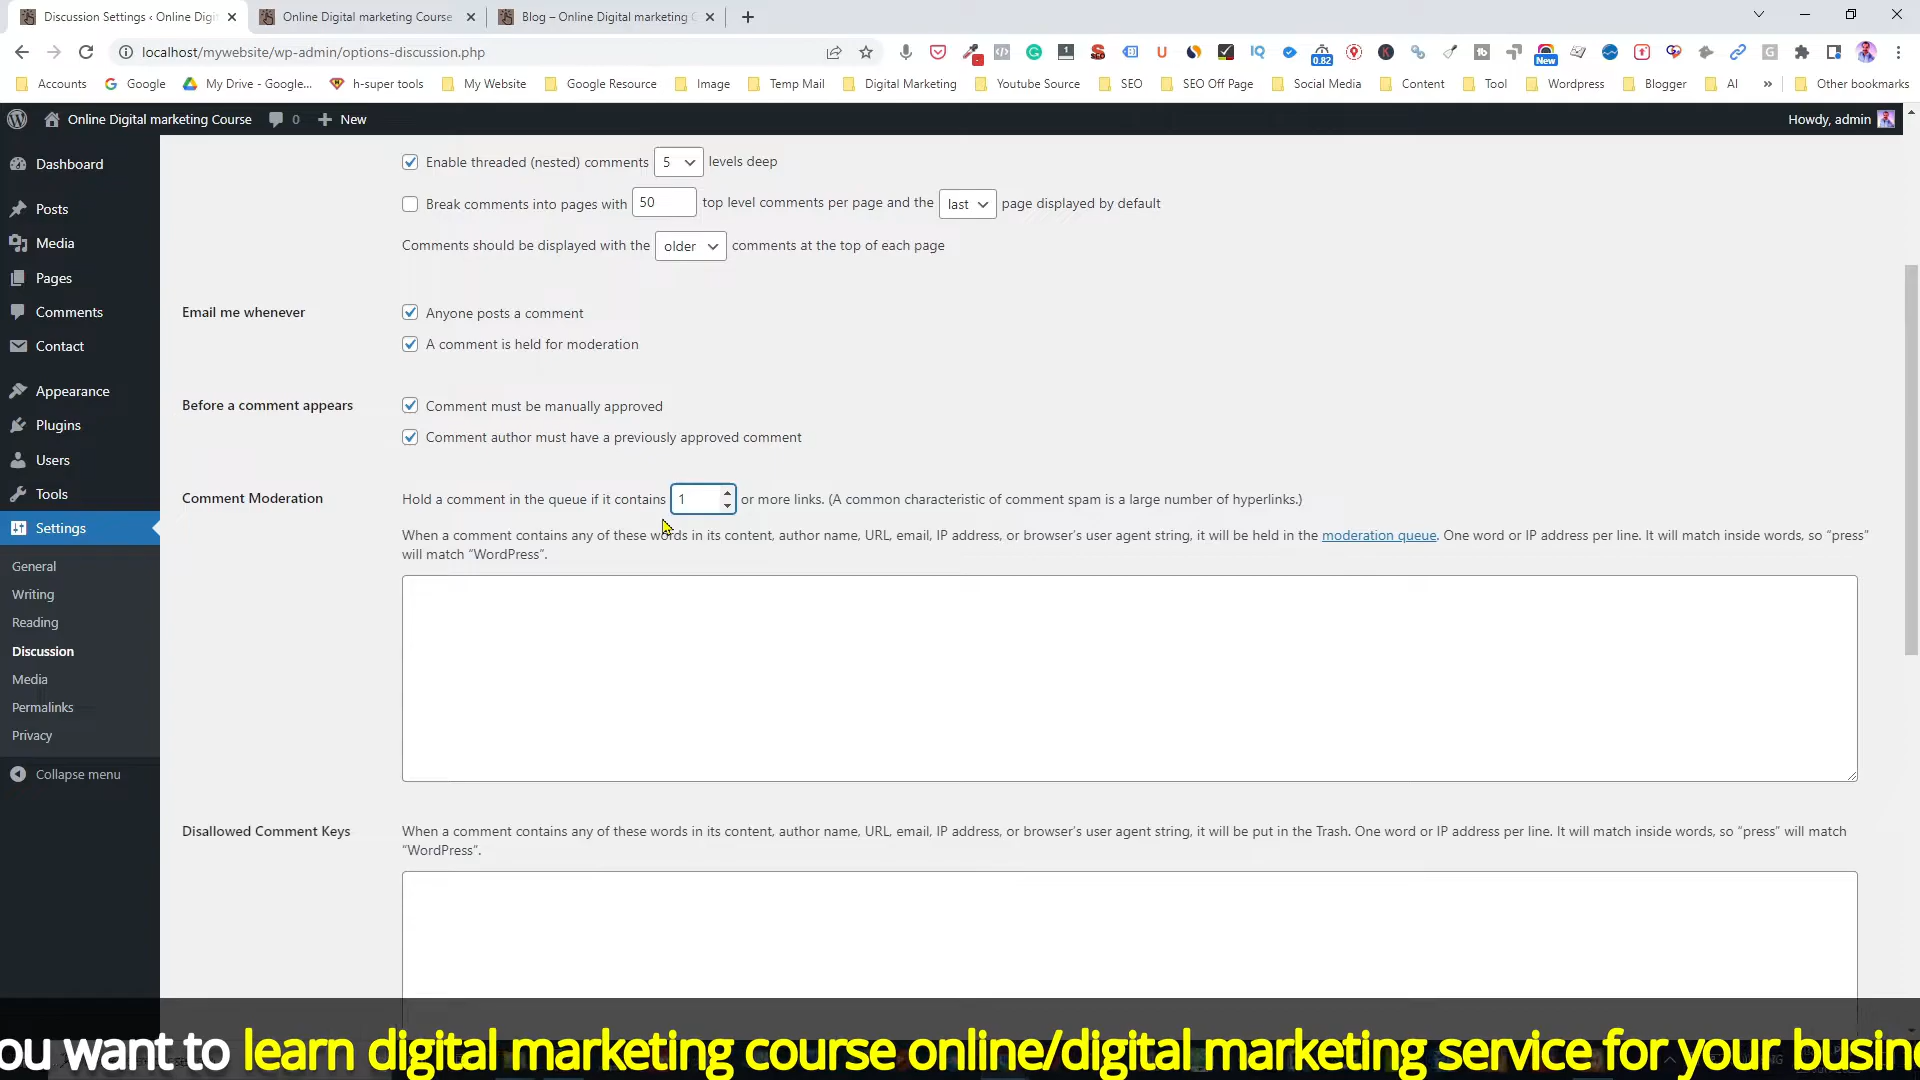 Discussion Settings ‹ Online Digi
Online Digital marketing Course
Blog – Online Digital marketing C
localhost/mywebsite/wp-admin/options-discussion.php
0.82
New
Accounts
Google
My Drive - Google...
h-super tools
My Website
Google Resource
Image
Temp Mail
Digital Marketing
Youtube Source
SEO
SEO Off Page
Social Media
Content
Tool
Wordpress
Blogger
AI
»
Other bookmarks
Online Digital marketing Course
0
New
Howdy, admin
Dashboard
Posts
Media
Pages
Comments
Contact
Appearance
Plugins
Users
Tools
Settings
General
Writing
Reading
Discussion
Media
Permalinks
Privacy
Collapse menu
Enable threaded (nested) comments 5 levels deep
Break comments into pages with 50 top level comments per page and the last page displayed by default
Comments should be displayed with the older comments at the top of each page
Email me whenever
Anyone posts a comment
A comment is held for moderation
Before a comment appears
Comment must be manually approved
Comment author must have a previously approved comment
Comment Moderation
Hold a comment in the queue if it contains 1 or more links. (A common characteristic of comment spam is a large number of hyperlinks.)
When a comment contains any of these words in its content, author name, URL, email, IP address, or browser’s user agent string, it will be held in the moderation queue. One word or IP address per line. It will match inside words, so “press”
will match “WordPress”.
Disallowed Comment Keys
When a comment contains any of these words in its content, author name, URL, email, IP address, or browser’s user agent string, it will be put in the Trash. One word or IP address per line. It will match inside words, so “press” will match
“WordPress”.
ou want to learn digital marketing course online/digital marketing service for your busin